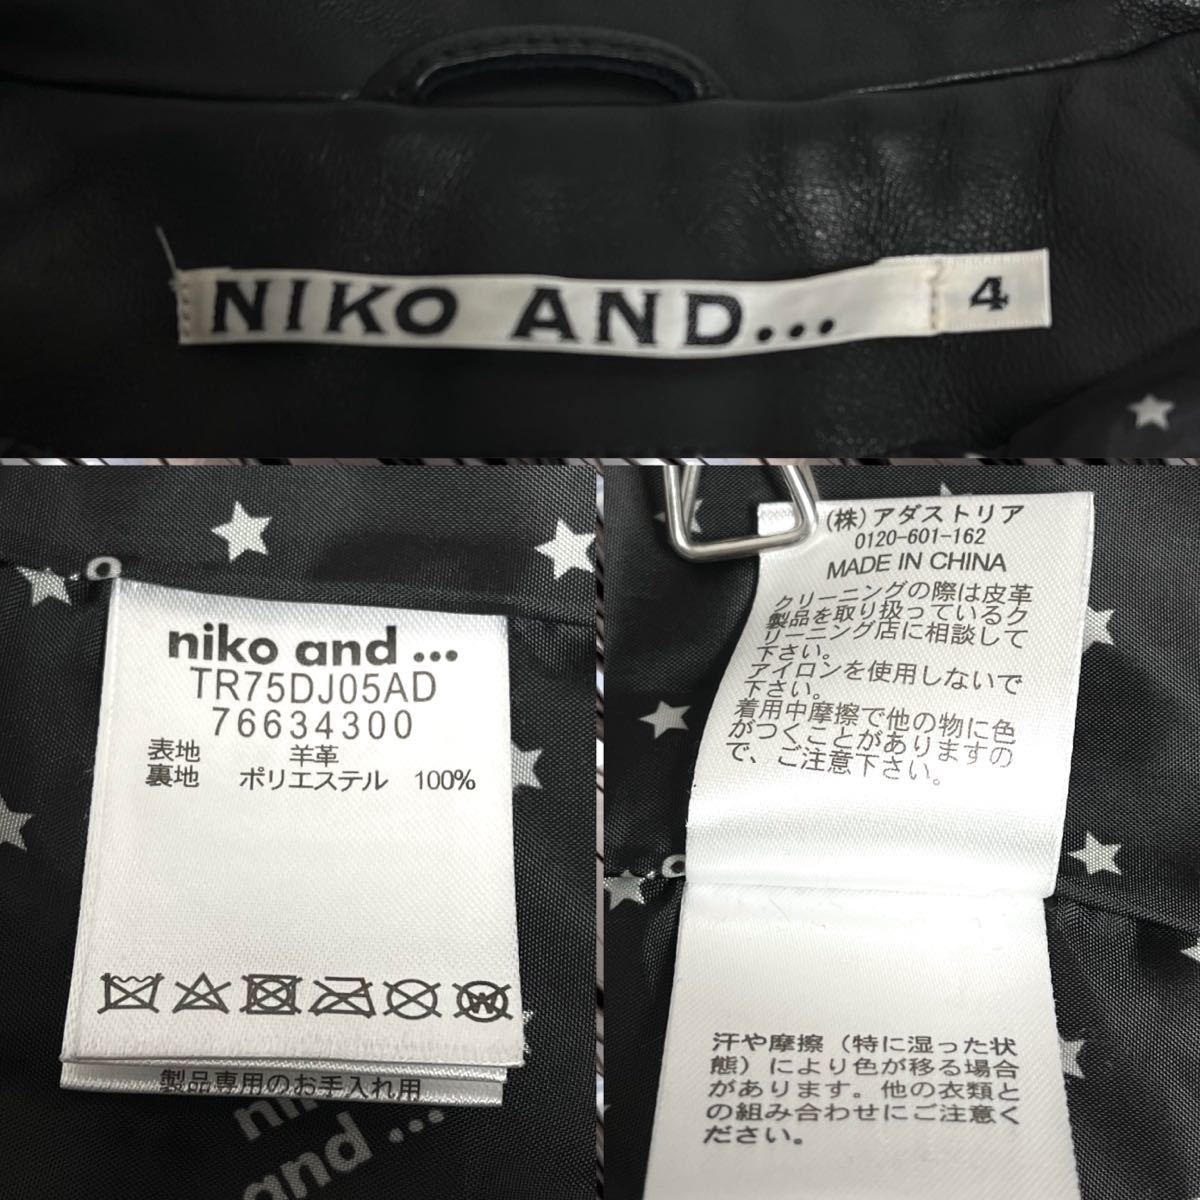 NIKO AND... 4
niko and ...
TR75DJ05AD
76634300
表地 羊革
裏地 ポリエステル 100%
W
製品専用のお手入れ用
and ...
and
(株)アダストリア
0120-601-162
MADE IN CHINA
クリーニングの際は皮革
製品を取り扱っているク
リーニング店に相談して
下さい。
アイロンを使用しないで
下さい。
着用中摩擦で他の物に色
がつくことがありますの
で、ご注意下さい。
汗や摩擦（特に湿った状
態）により色が移る場合
があります。他の衣類と
の組み合わせにご注意く
ださい。